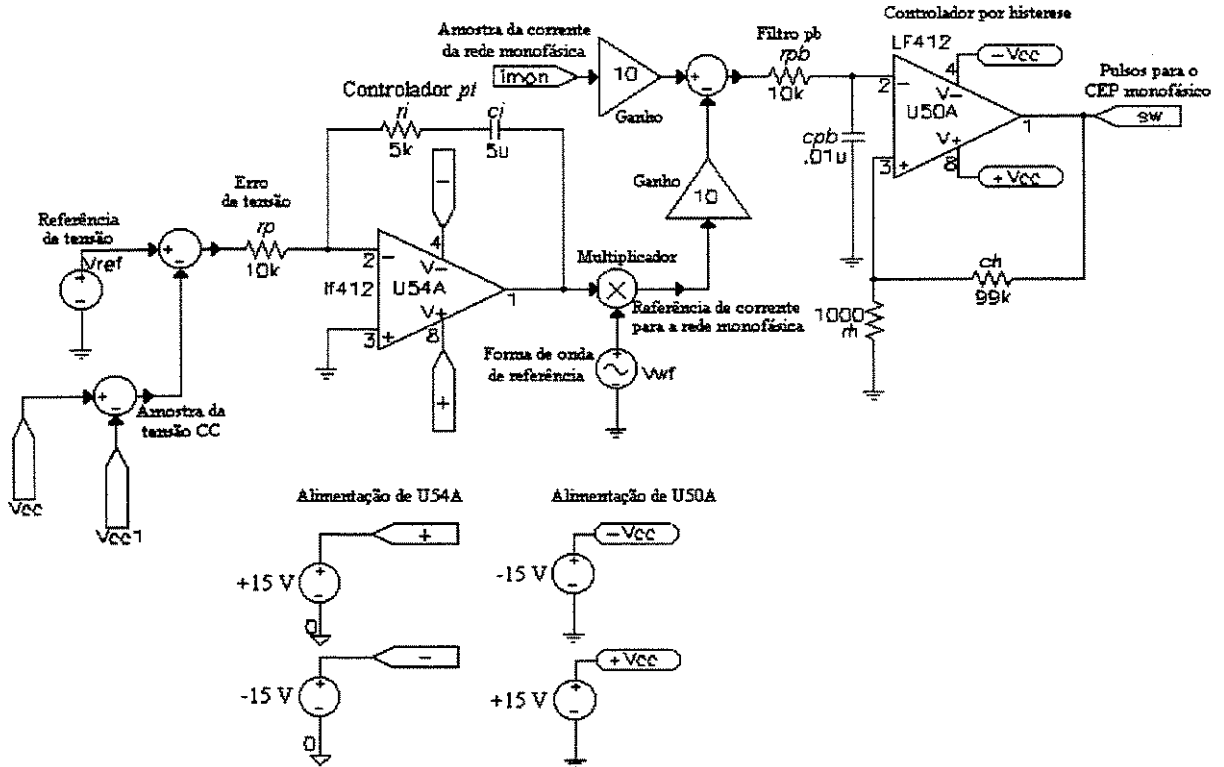 Controlador por histerese
LF412
Amostra da corrente
da rede monofásica
imon
10
Ganho
Filtro pb
rpb
10k
cpb
.01u
-Vcc
4
2
V-
U50A
V+
8
3
1
+Vcc
Pulsos para o
CEP monofásico
sw
Controlador pi
ri
5k
ci
5u
Ganho
10
Erro
de tensão
rp
10k
Referência
de tensão
Vref
-
4
2
V-
lf412
U54A
V+
8
3
1
+
Multiplicador
Referência de corrente
para a rede monofásica
Forma de onda
de referência
Vwf
rh
1000
ch
99k
Amostra da
tensão CC
Vcc
Vcc1
Alimentação de U54A
+
+15 V
0
-
-15 V
0
Alimentação de U50A
-Vcc
-15 V
+Vcc
+15 V